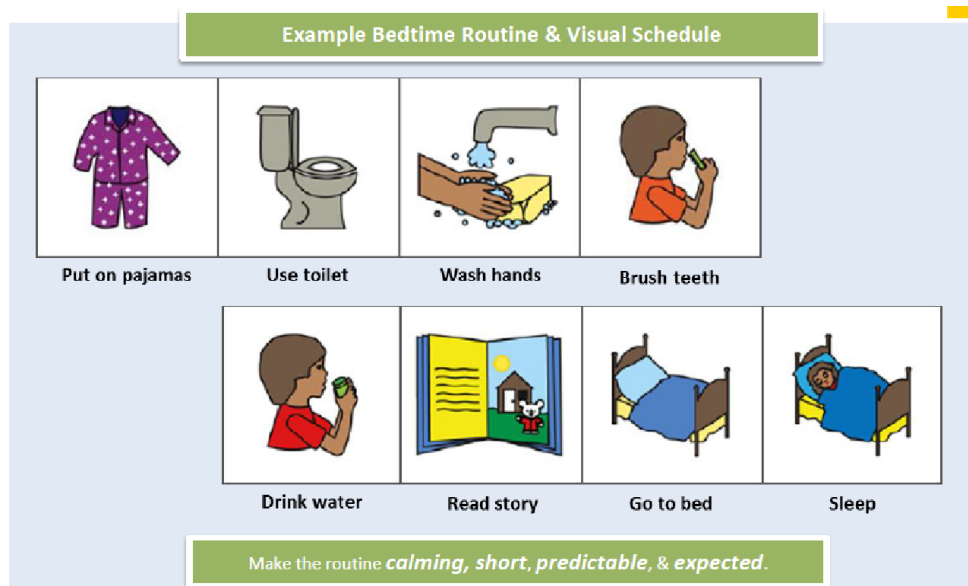 Example Bedtime Routine & Visual Schedule
Put on pajamas
Use toilet
Wash hands
Brush teeth
Drink water
Read story
Go to bed
Sleep
Make the routine calming, short, predictable, & expected.